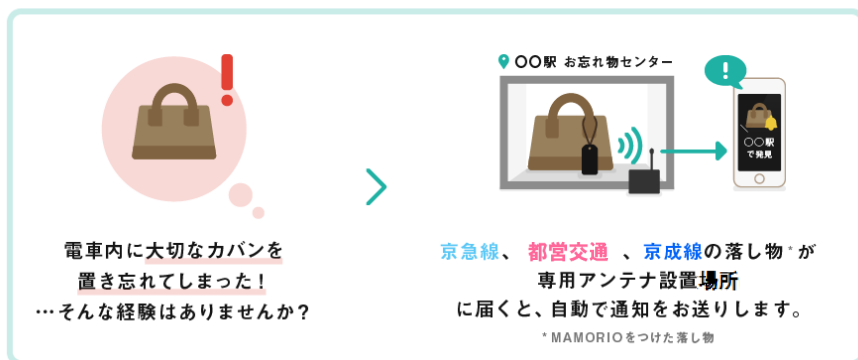 電車内に大切なカバンを
置き忘れてしまった！
…そんな経験はありませんか？
〇〇駅 お忘れ物センター
〇〇駅
で発見
京急線、都営交通、京成線の落し物*が
専用アンテナ設置場所
に届くと、自動で通知をお送りします。
*MAMORIOをつけた落し物